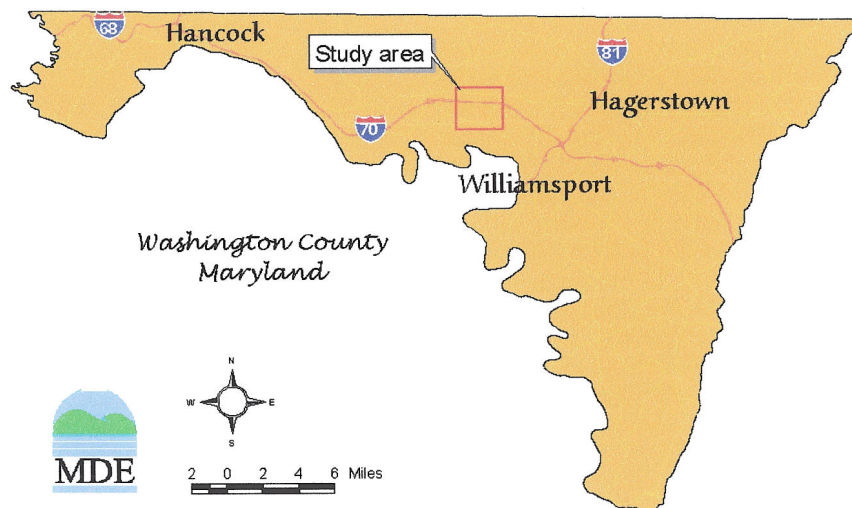 68
Hancock
81
Study area
Hagerstown
70
Williamsport
Washington County
Maryland
N
W E
S
MDE
2 0 2 4 6 Miles